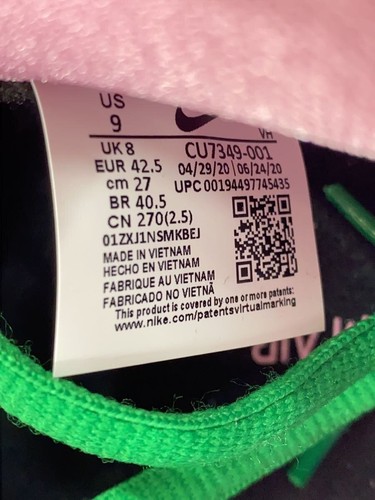 US
9
VH
UK 8
CU7349-001
EUR 42.5
04/29/20 | 06/24/20
cm 27
UPC 00194497745435
BR 40.5
CN 270(2.5)
01ZXJ1NSMKBEJ
MADE IN VIETNAM
HECHO EN VIETNAM
FABRIQUE AU VIETNAM
FABRICADO NO VIETNÃ
This product is covered by one or more patents:
www.nike.com/patentsvirtualmarking
AIR